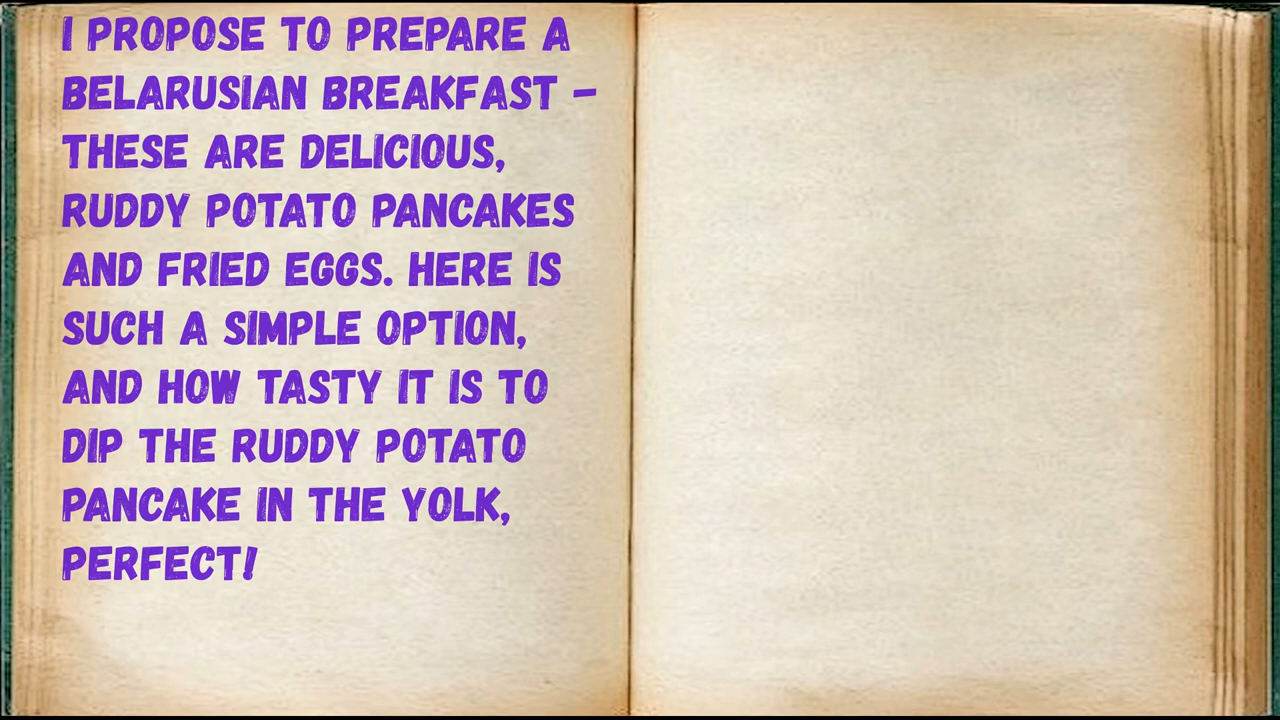 I PROPOSE TO PREPARE A
BELARUSIAN BREAKFAST –
THESE ARE DELICIOUS,
RUDDY POTATO PANCAKES
AND FRIED EGGS. HERE IS
SUCH A SIMPLE OPTION,
AND HOW TASTY IT IS TO
DIP THE RUDDY POTATO
PANCAKE IN THE YOLK,
PERFECT!